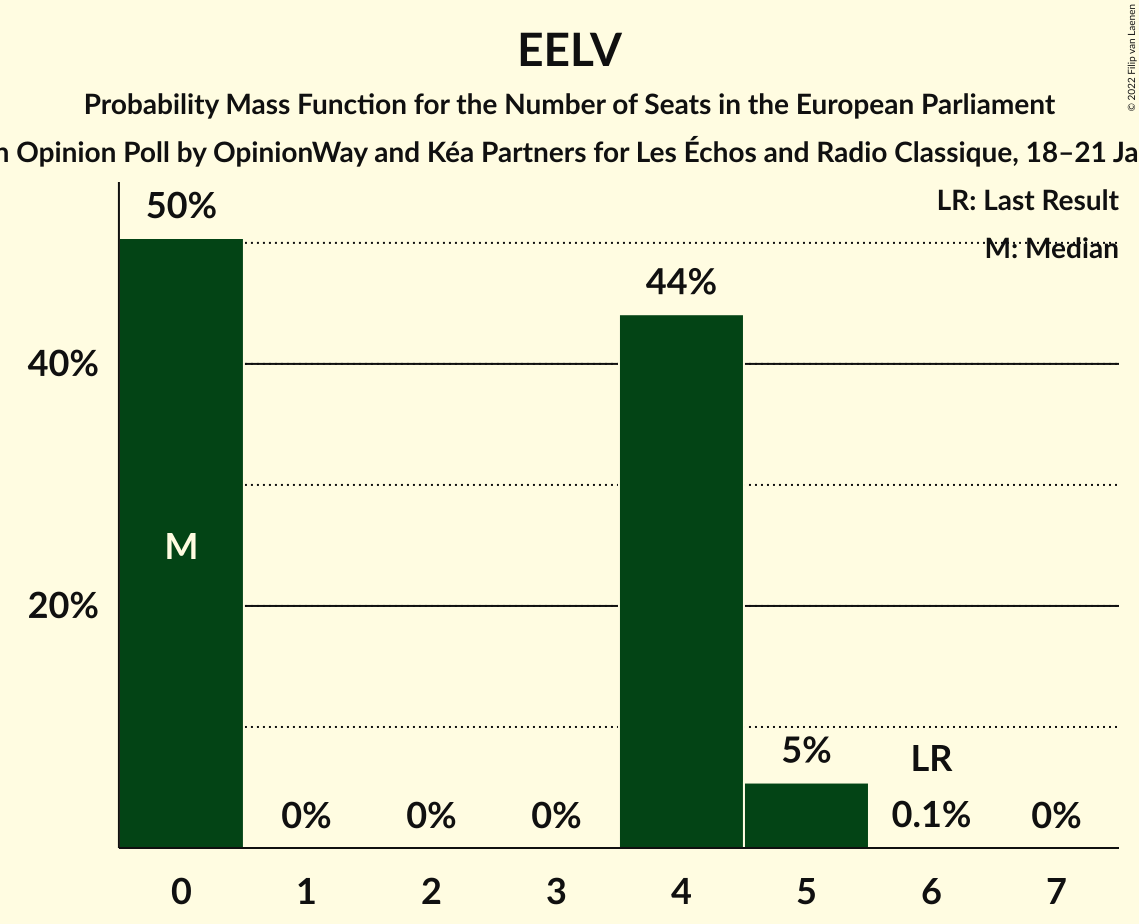 EELV
Probability Mass Function for the Number of Seats in the European Parliament
Opinion Poll by OpinionWay and Kéa Partners for Les Échos and Radio Classique, 18–21
© 2022 Filip van Laenen
LR: Last Result
M: Median
50%
44%
40%
M
20%
5%
LR
0% 0% 0% 0.1% 0%
0 1 2 3 4 5 6 7